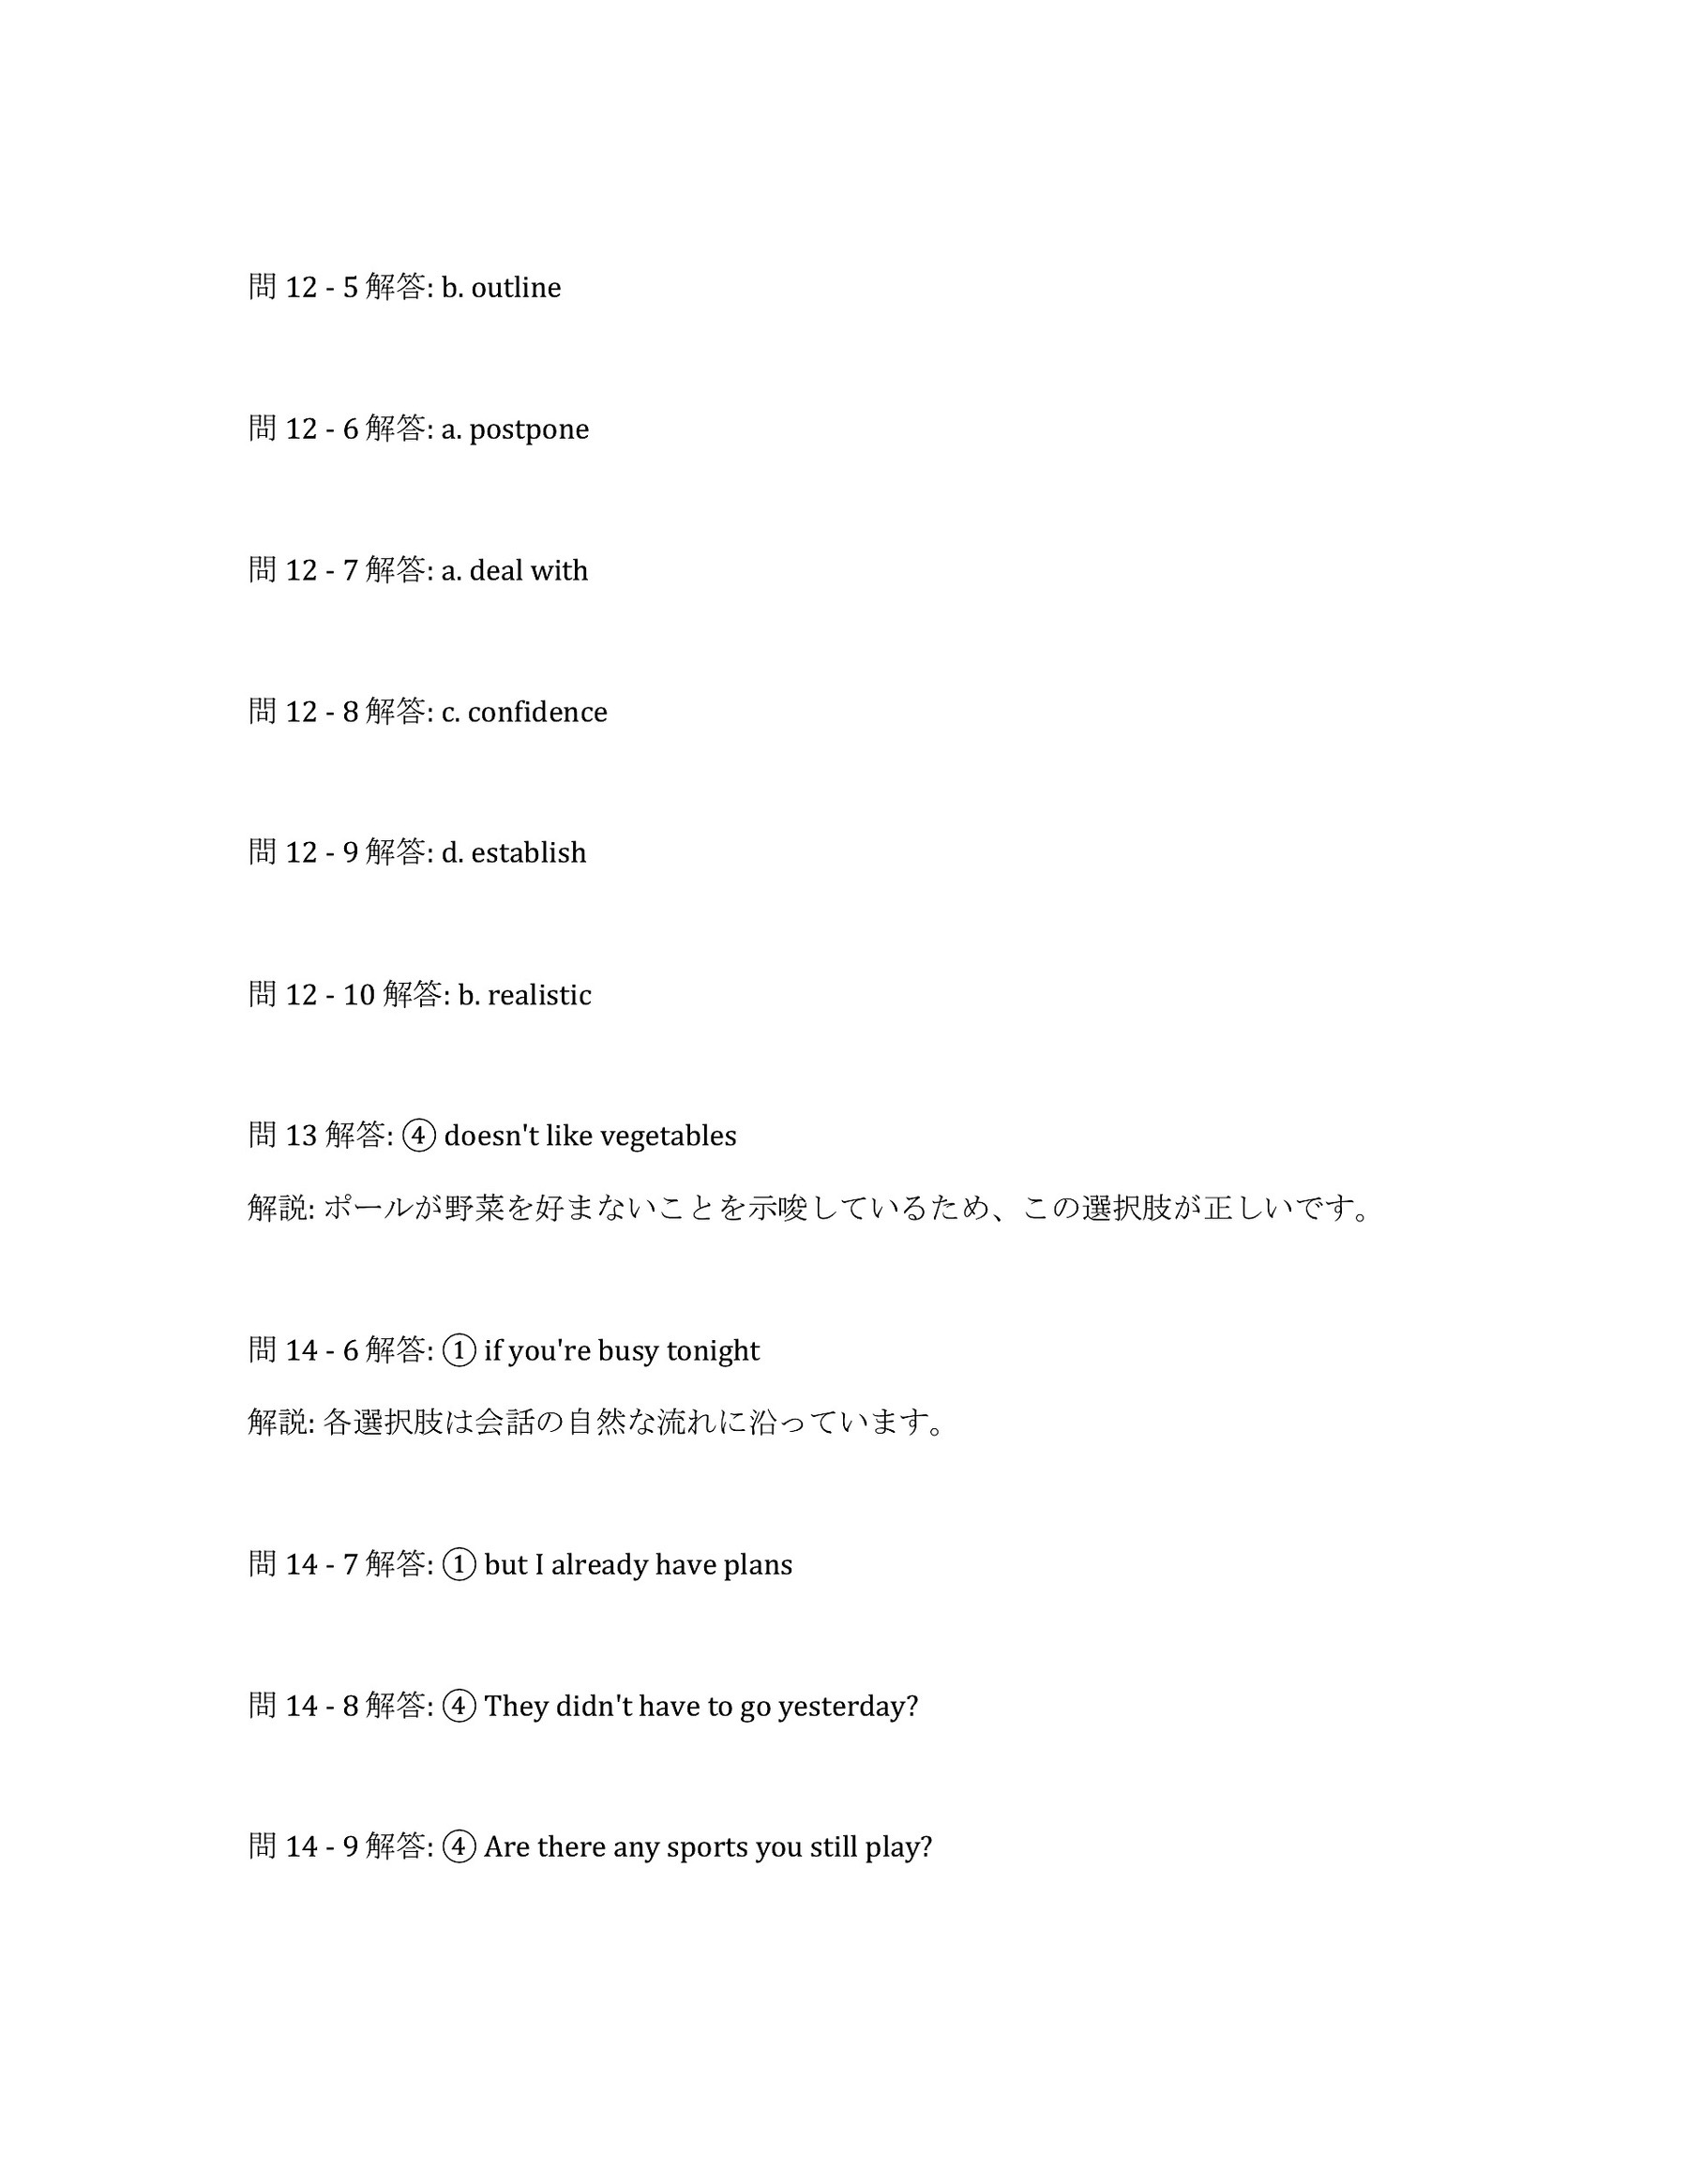 問 12 - 5 解答: b. outline
問 12 - 6 解答: a. postpone
問 12 - 7 解答: a. deal with
問 12 - 8 解答: c. confidence
問 12 - 9 解答: d. establish
問 12 - 10 解答: b. realistic
問 13 解答: ④ doesn't like vegetables
解説: ポールが野菜を好まないことを示唆しているため、この選択肢が正しいです。
問 14 - 6 解答: ① if you're busy tonight
解説: 各選択肢は会話の自然な流れに沿っています。
問 14 - 7 解答: ① but I already have plans
問 14 - 8 解答: ④ They didn't have to go yesterday?
問 14 - 9 解答: ④ Are there any sports you still play?